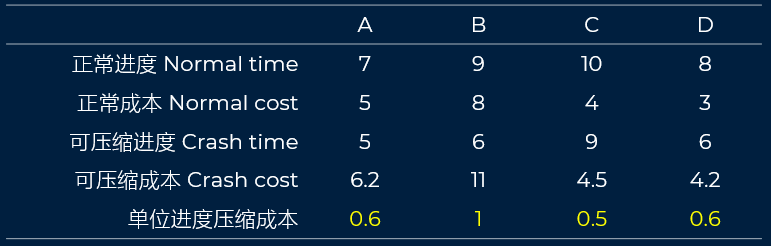 A B C D
正常进度 Normal time 7 9 10 8
正常成本 Normal cost 5 8 4 3
可压缩进度 Crash time 5 6 9 6
可压缩成本 Crash cost 6.2 11 4.5 4.2
单位进度压缩成本 0.6 1 0.5 0.6